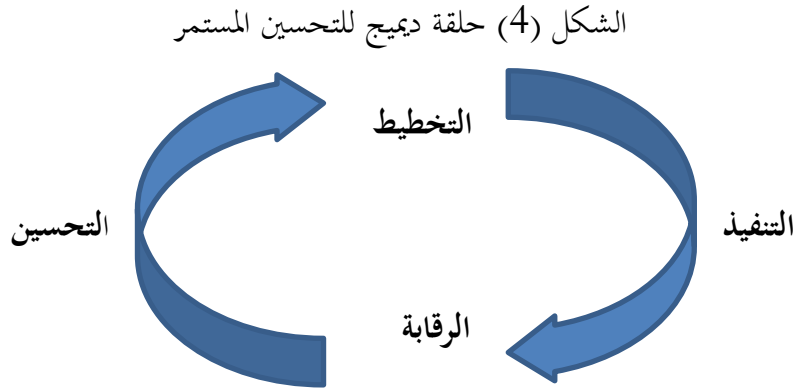 الشكل (4) حلقة ديميج للتحسين المستمر
التخطيط
التنفيذ
التحسين
الرقابة